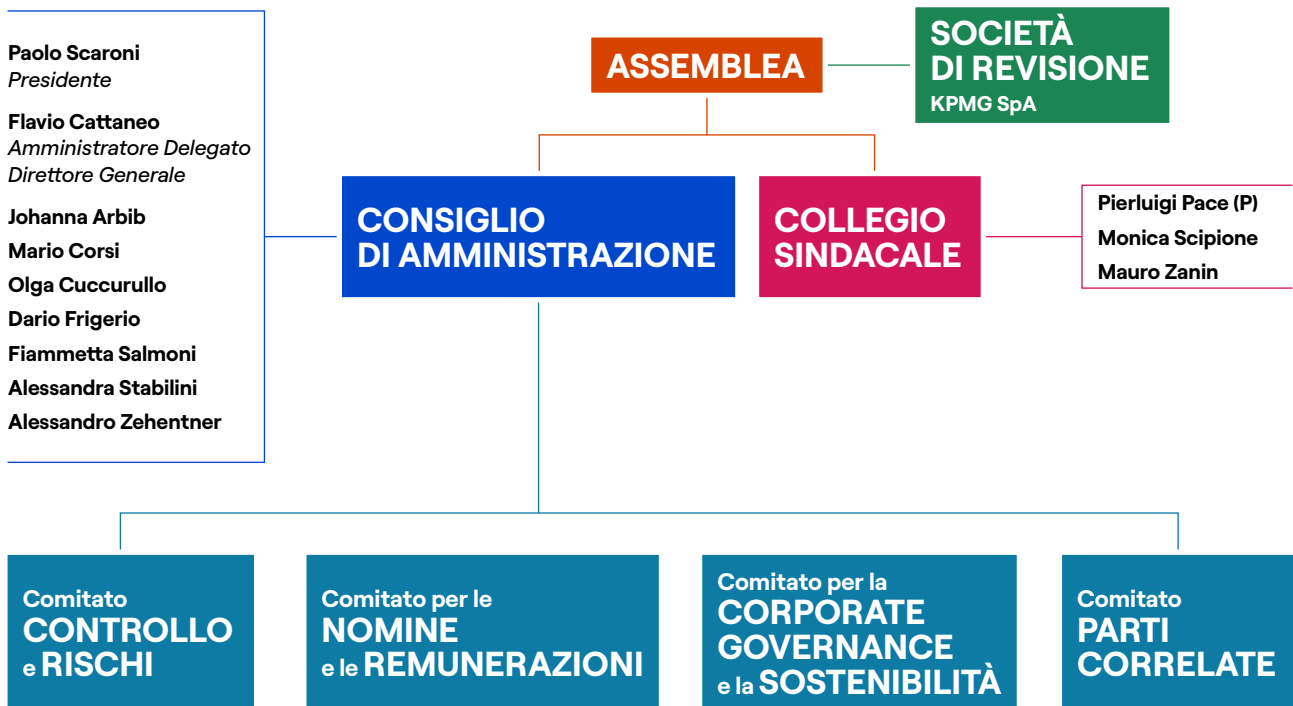 Paolo Scaroni
Presidente
Flavio Cattaneo
Amministratore Delegato
Direttore Generale
Johanna Arbib
Mario Corsi
Olga Cuccurullo
Dario Frigerio
Fiammetta Salmoni
Alessandra Stabilini
Alessandro Zehentner
ASSEMBLEA
SOCIETÀ
DI REVISIONE
KPMG SpA
CONSIGLIO
DI AMMINISTRAZIONE
COLLEGIO
SINDACALE
Pierluigi Pace (P)
Monica Scipione
Mauro Zanin
Comitato
CONTROLLO
e RISCHI
Comitato per le
NOMINE
e le REMUNERAZIONI
Comitato per la
CORPORATE
GOVERNANCE
e la SOSTENIBILITÀ
Comitato
PARTI
CORRELATE